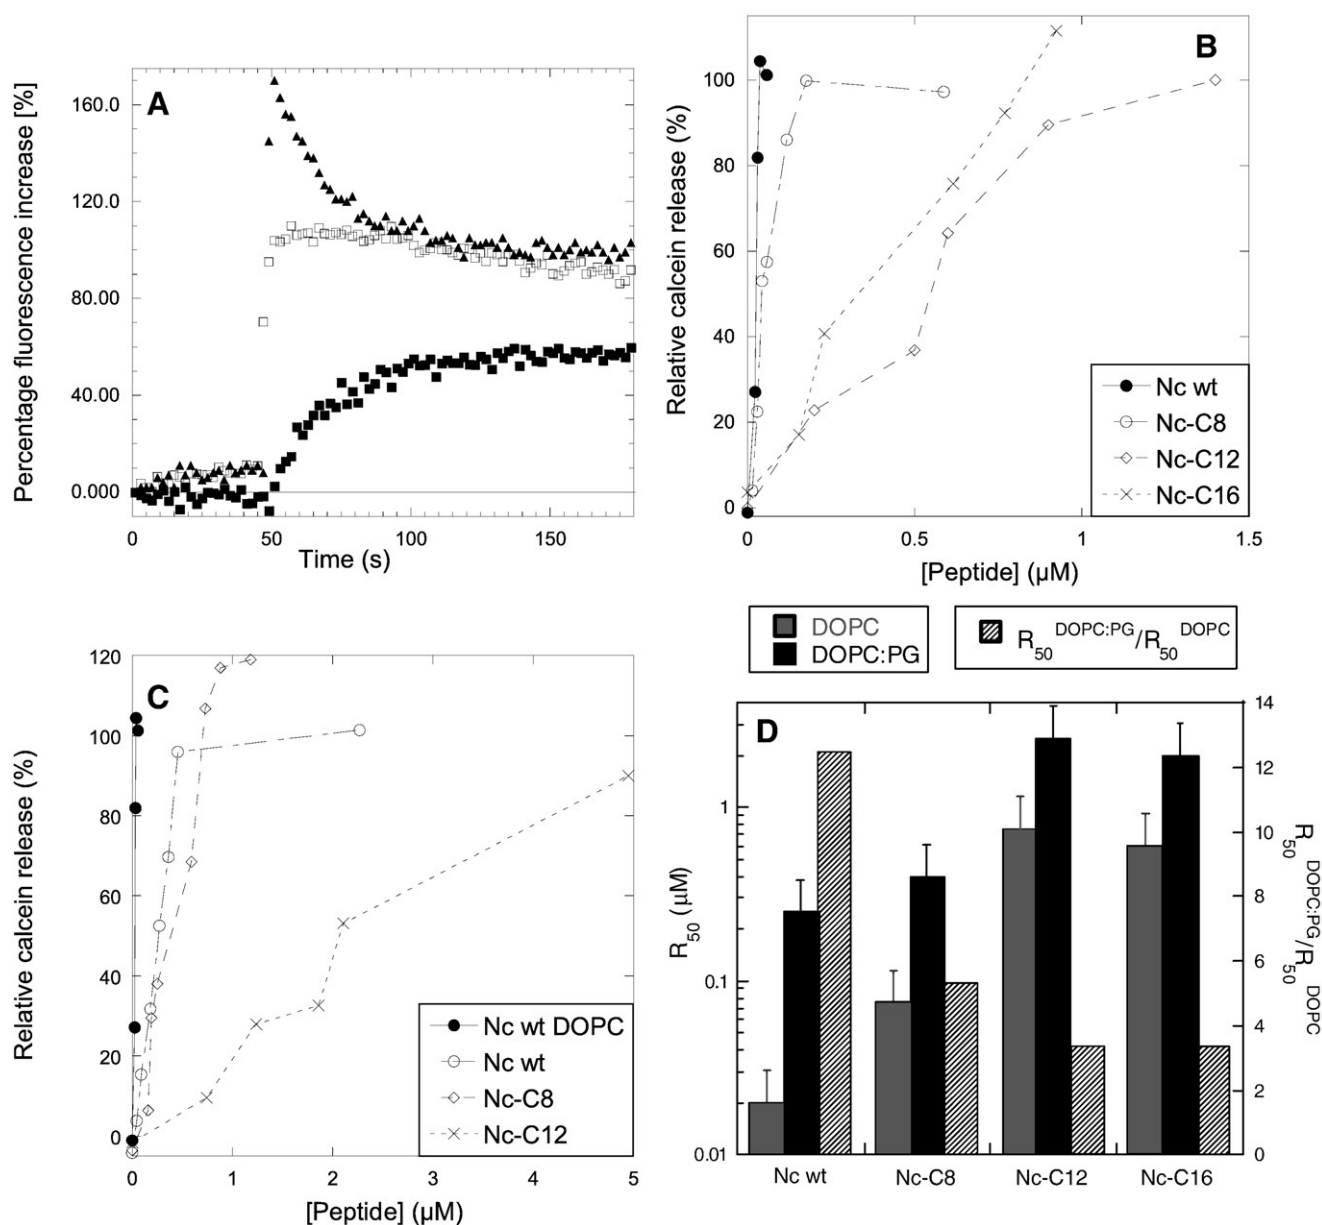 A
Percentage fluorescence increase [%]
160.0
120.0
80.00
40.00
0.000
0
50
100
150
Time (s)
B
Relative calcein release (%)
100
80
60
40
20
0
0
0.5
1
1.5
[Peptide] (µM)
Nc wt
Nc-C8
Nc-C12
Nc-C16
C
Relative calcein release (%)
120
100
80
60
40
20
0
0
1
2
3
4
5
[Peptide] (µM)
Nc wt DOPC
Nc wt
Nc-C8
Nc-C12
DOPC
DOPC:PG
R50 DOPC:PG/R50 DOPC
D
R50 (µM)
1
0.1
0.01
14
12
10
8
6
4
2
0
R50 DOPC:PG/R50 DOPC
Nc wt
Nc-C8
Nc-C12
Nc-C16